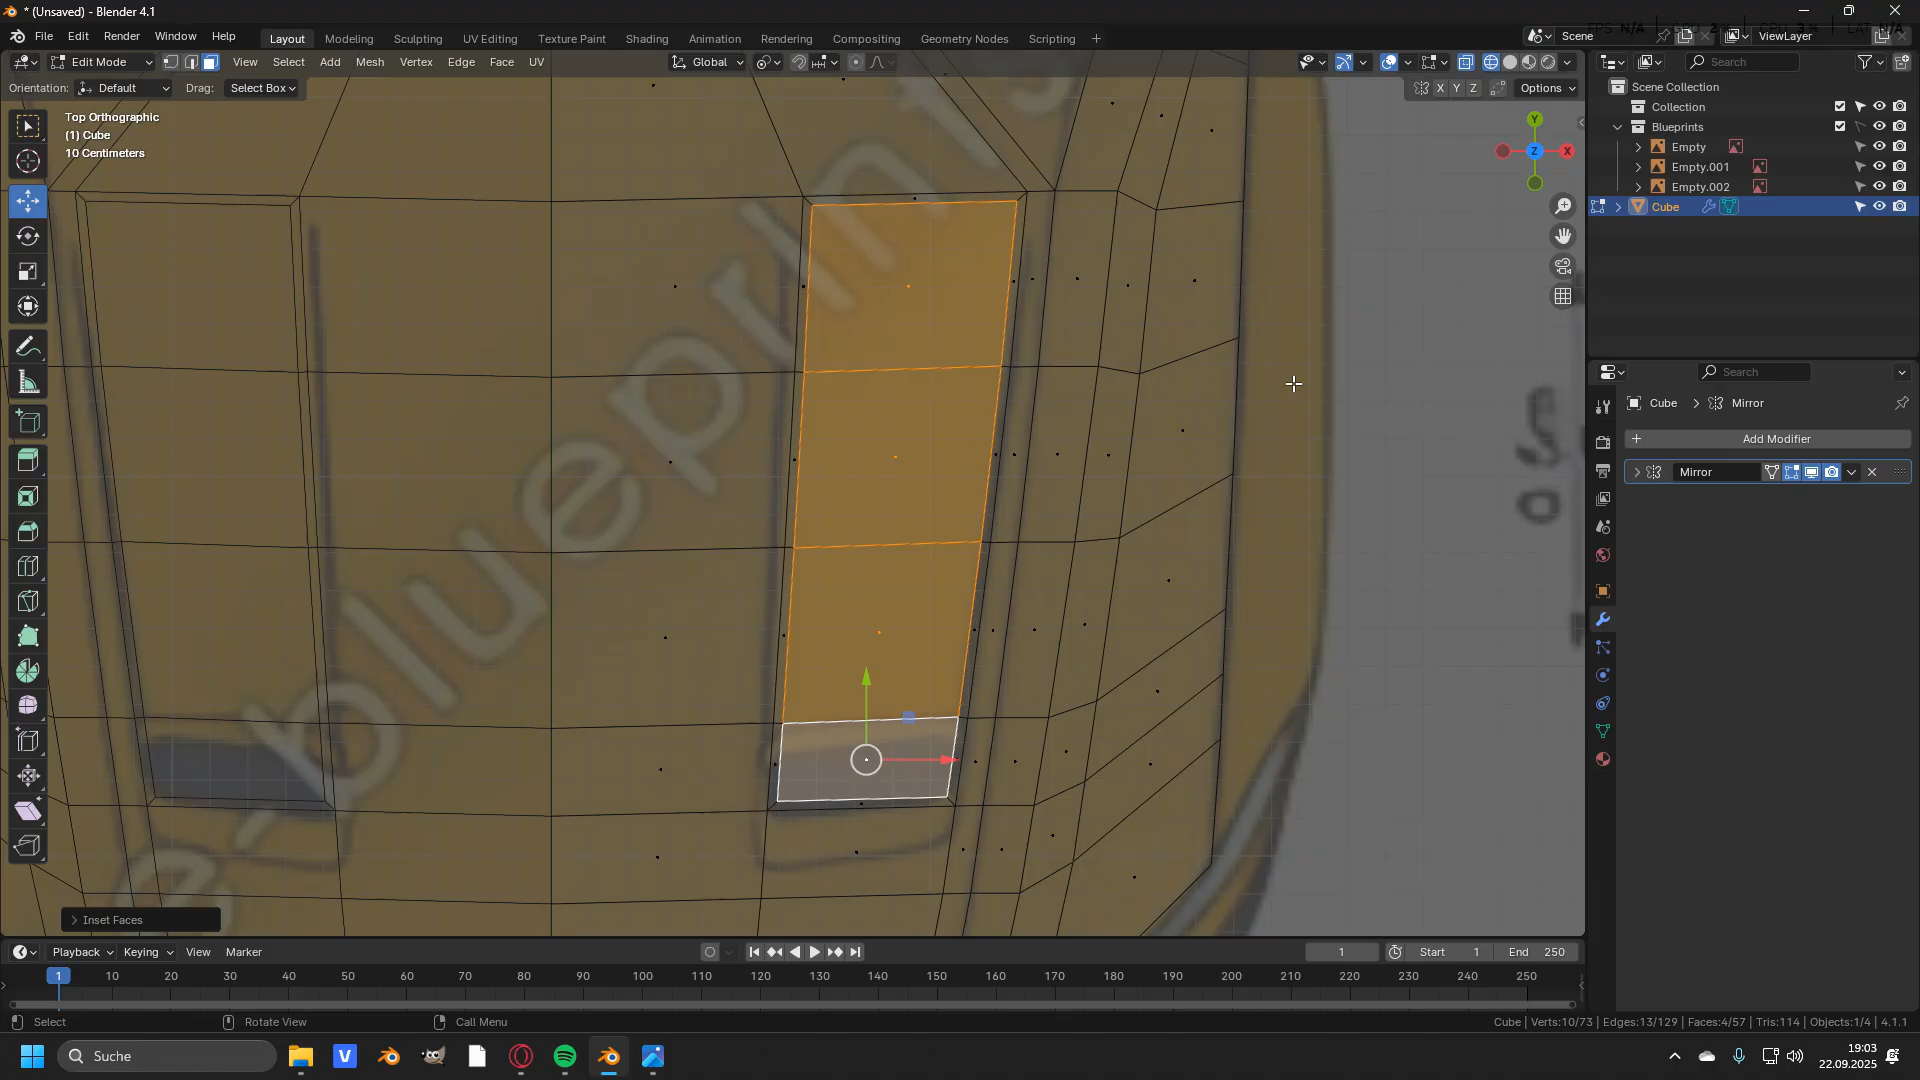 * (Unsaved) - Blender 4.1
File Edit Render Window Help
Layout Modeling Sculpting UV Editing Texture Paint Shading Animation Rendering Compositing Geometry Nodes Scripting +
Scene
ViewLayer
Edit Mode View Select Add Mesh Vertex Edge Face UV
Global
Orientation: Default Drag: Select Box
X Y Z Options
Top Orthographic
(1) Cube
10 Centimeters
Y
Z X
blueprints
Search
Scene Collection
Collection
Blueprints
Empty
Empty.001
Empty.002
Cube
Search
Cube > Mirror
+ Add Modifier
Mirror
Inset Faces
Playback Keying View Marker
1 Start 1 End 250
1 10 20 30 40 50 60 70 80 90 100 110 120 130 140 150 160 170 180 190 200 210 220 230 240 250
Select Rotate View Call Menu
Cube | Verts:10/73 | Edges:13/129 | Faces:4/57 | Tris:114 | Objects:1/4 | 4.1.1
Suche
19:03
22.09.2025